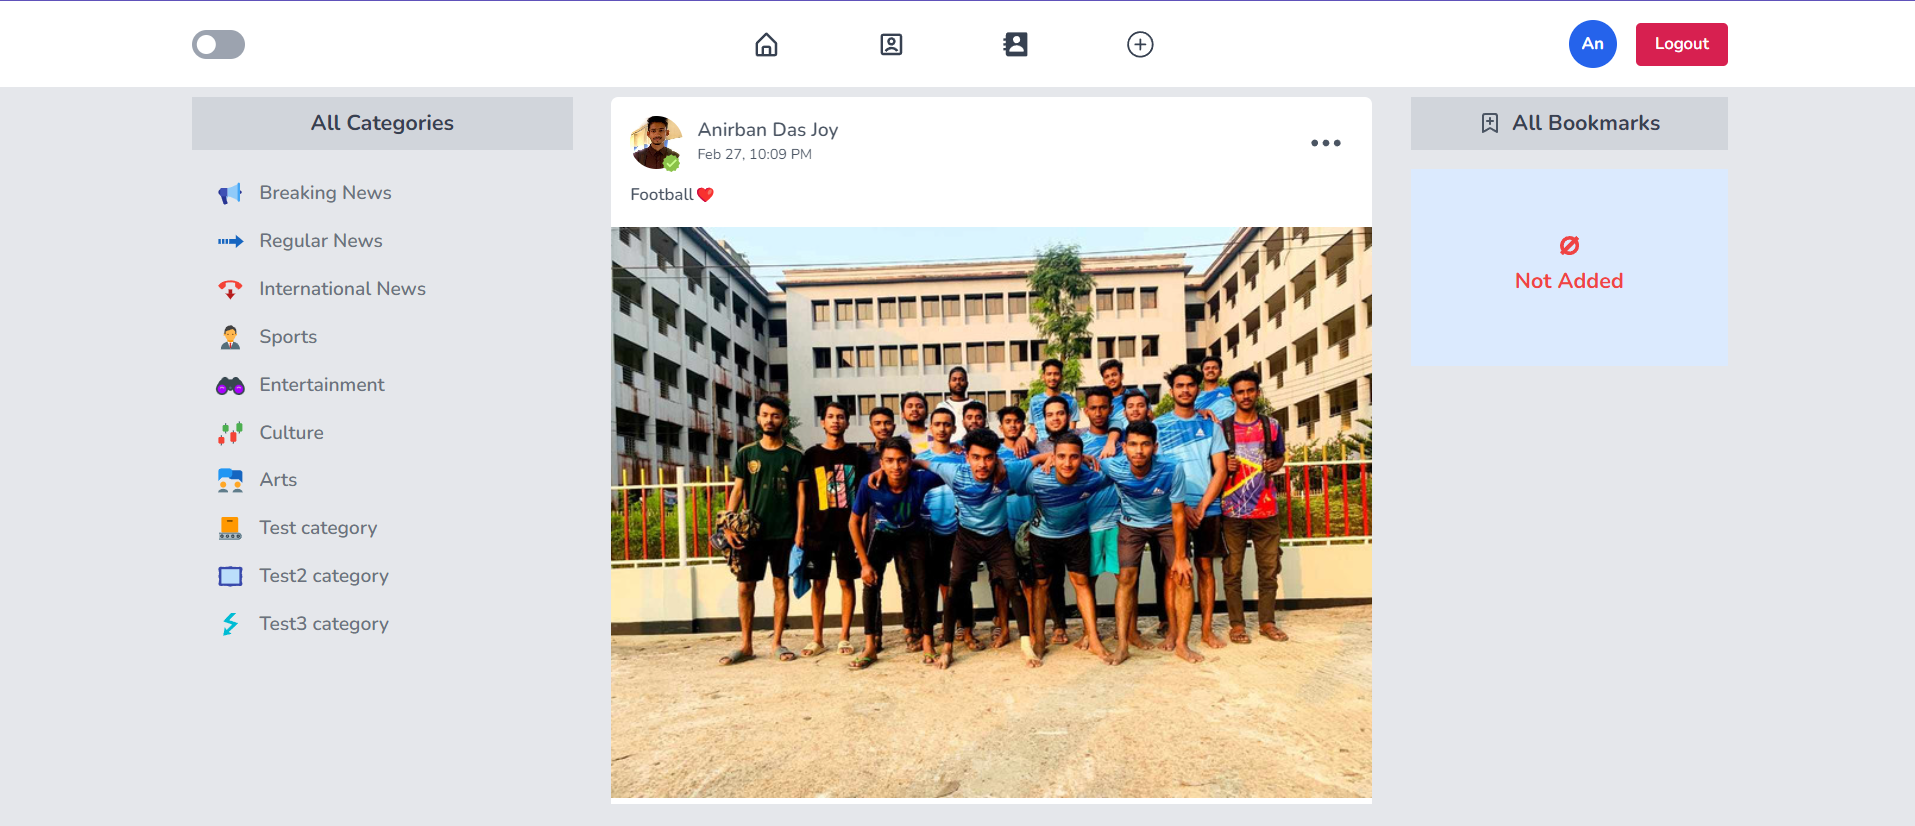 An
Logout
All Categories
Breaking News
Regular News
International News
Sports
Entertainment
Culture
Arts
Test category
Test2 category
Test3 category
Anirban Das Joy
Feb 27, 10:09 PM
Football❤️
All Bookmarks
Not Added